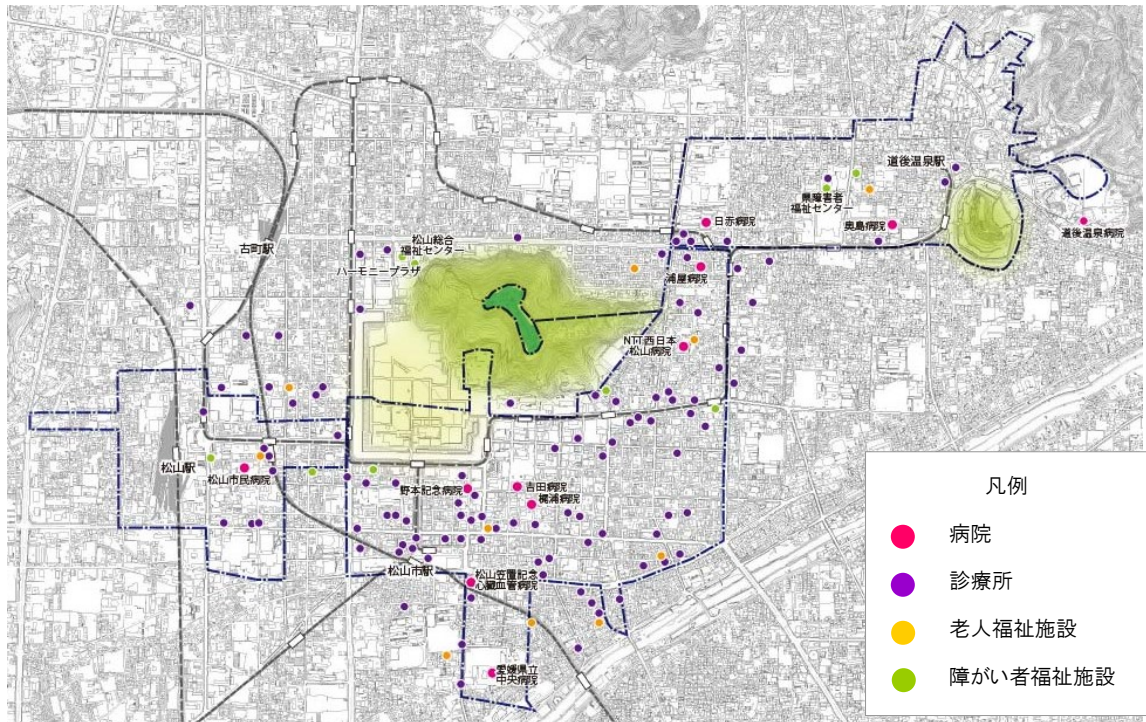 道後温泉駅
県障害者
福祉センター
日赤病院
奥島病院
道後温泉病院
松山総合
福祉センター
古町駅
ハーモニープラザ
浦屋病院
NTT西日本
松山病院
松山駅
松山市民病院
野本記念病院
吉田病院
梶浦病院
松山市駅
松山笠置記念
心臓血管病院
愛媛県立
中央病院
凡例
病院
診療所
老人福祉施設
障がい者福祉施設